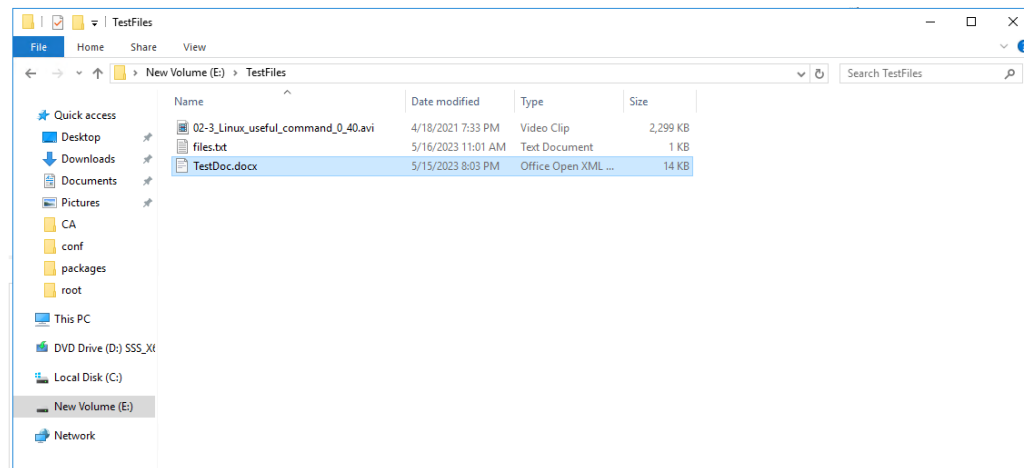 TestFiles
File Home Share View
New Volume (E:) TestFiles Search TestFiles
Name Date modified Type Size
02-3_Linux_useful_command_0_40.avi 4/18/2021 7:33 PM Video Clip 2,299 KB
files.txt 5/16/2023 11:01 AM Text Document 1 KB
TestDoc.docx 5/15/2023 8:03 PM Office Open XML ... 14 KB
Quick access
Desktop
Downloads
Documents
Pictures
CA
conf
packages
root
This PC
DVD Drive (D:) SSS_X6
Local Disk (C:)
New Volume (E:)
Network